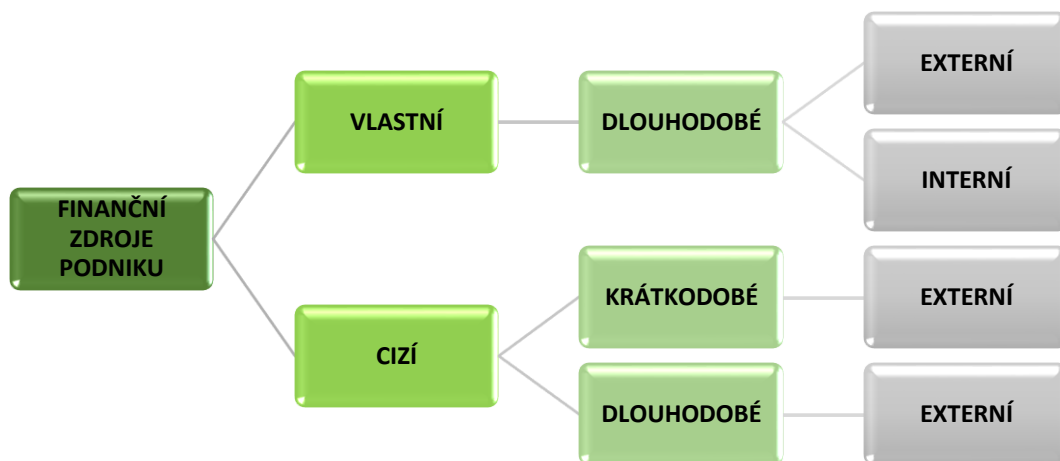 FINANČNÍ
ZDROJE
PODNIKU
VLASTNÍ
DLOUHODOBÉ
EXTERNÍ
INTERNÍ
CIZÍ
KRÁTKODOBÉ
EXTERNÍ
DLOUHODOBÉ
EXTERNÍ